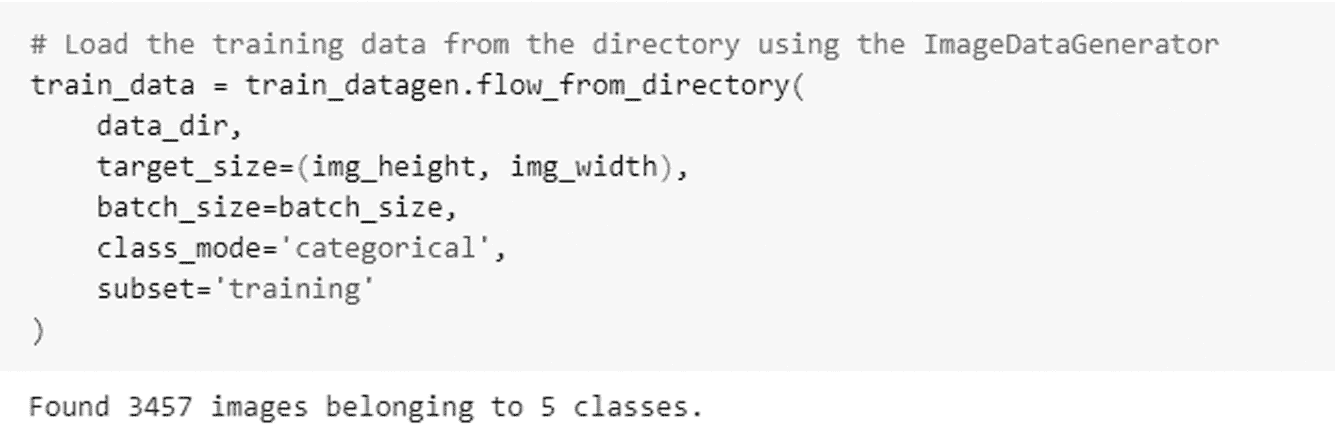 # Load the training data from the directory using the ImageDataGenerator
train_data = train_datagen.flow_from_directory(
    data_dir,
    target_size=(img_height, img_width),
    batch_size=batch_size,
    class_mode='categorical',
    subset='training'
)
Found 3457 images belonging to 5 classes.